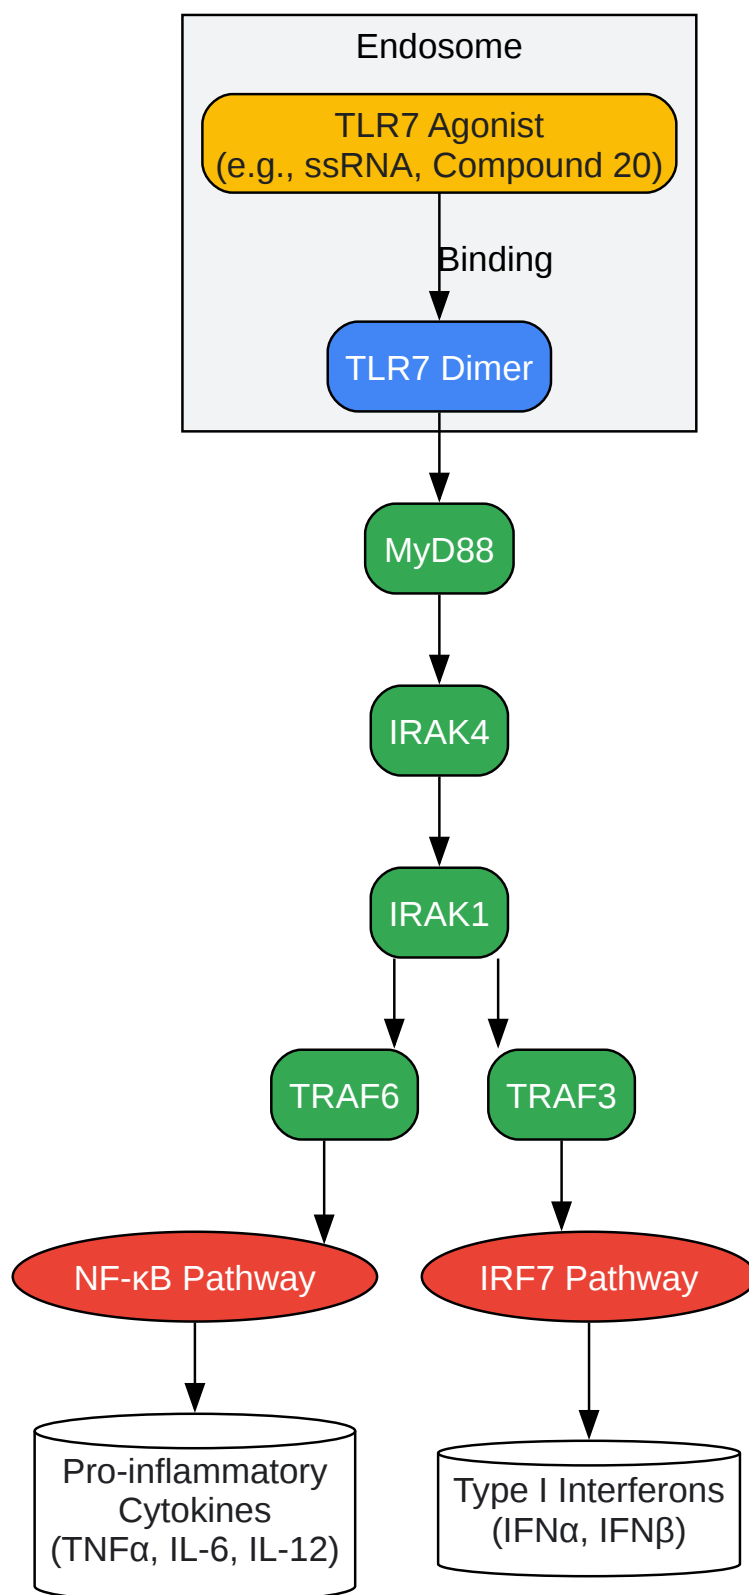 Endosome
TLR7 Agonist
(e.g., ssRNA, Compound 20)
Binding
TLR7 Dimer
MyD88
IRAK4
IRAK1
TRAF6
TRAF3
NF-κB Pathway
IRF7 Pathway
Pro-inflammatory
Cytokines
(TNFα, IL-6, IL-12)
Type I Interferons
(IFNα, IFNβ)